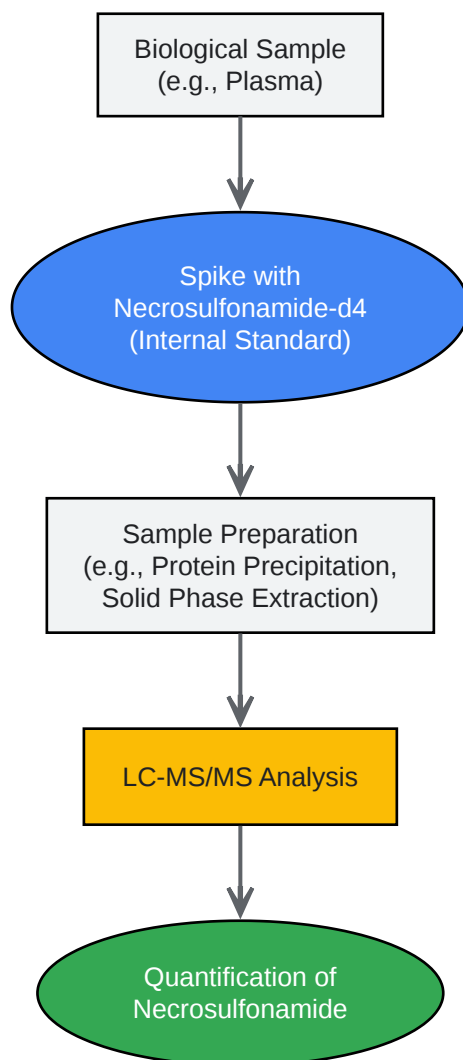 Biological Sample
(e.g., Plasma)
Spike with
Necrosulfonamide-d4
(Internal Standard)
Sample Preparation
(e.g., Protein Precipitation,
Solid Phase Extraction)
LC-MS/MS Analysis
Quantification of
Necrosulfonamide